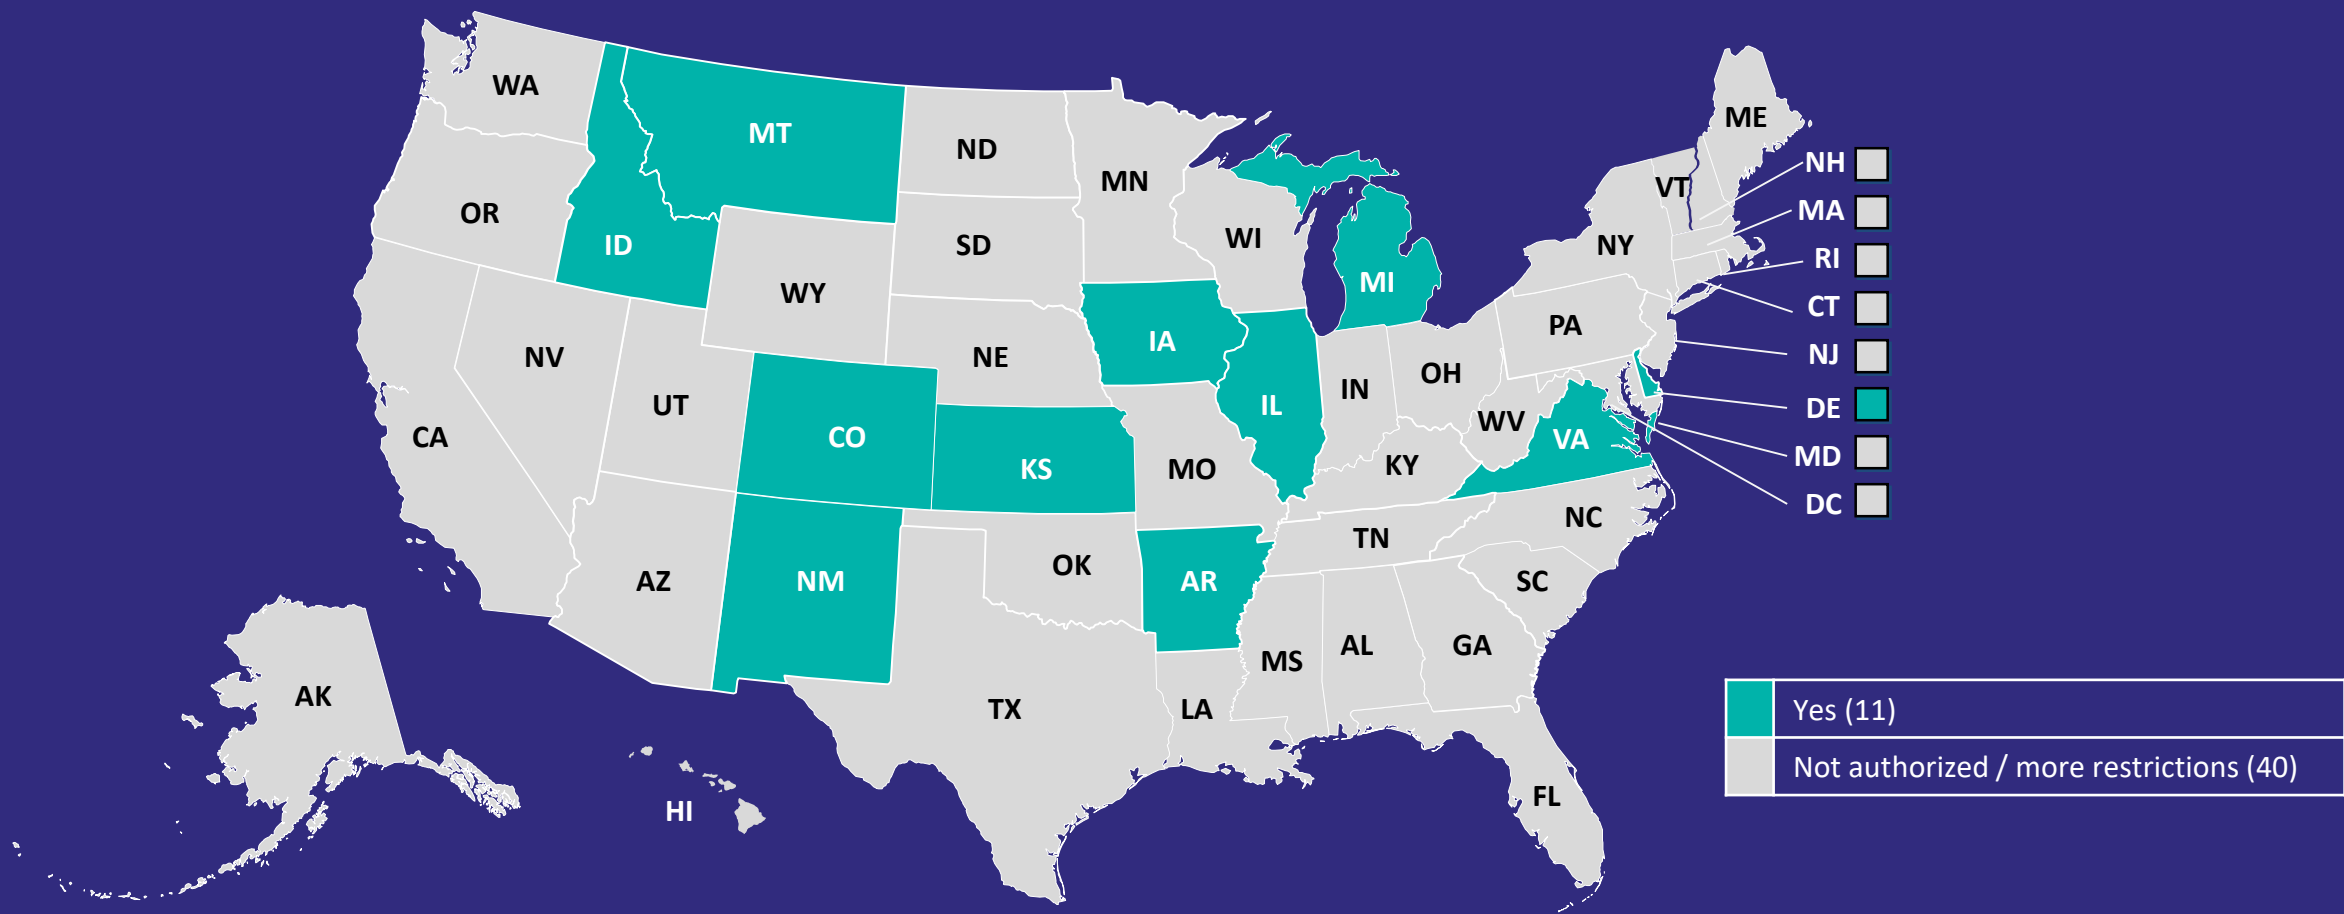 WA
MT
ND
MN
ME
NH
VT
MA
OR
ID
SD
WI
NY
RI
WY
MI
CT
PA
IA
NJ
NV
NE
OH
IN
UT
IL
DE
CA
CO
WV
VA
KS
MO
KY
MD
DC
NC
TN
AZ
NM
OK
AR
SC
MS
AL
GA
AK
TX
LA
Yes (11)
Not authorized / more restrictions (40)
HI
FL